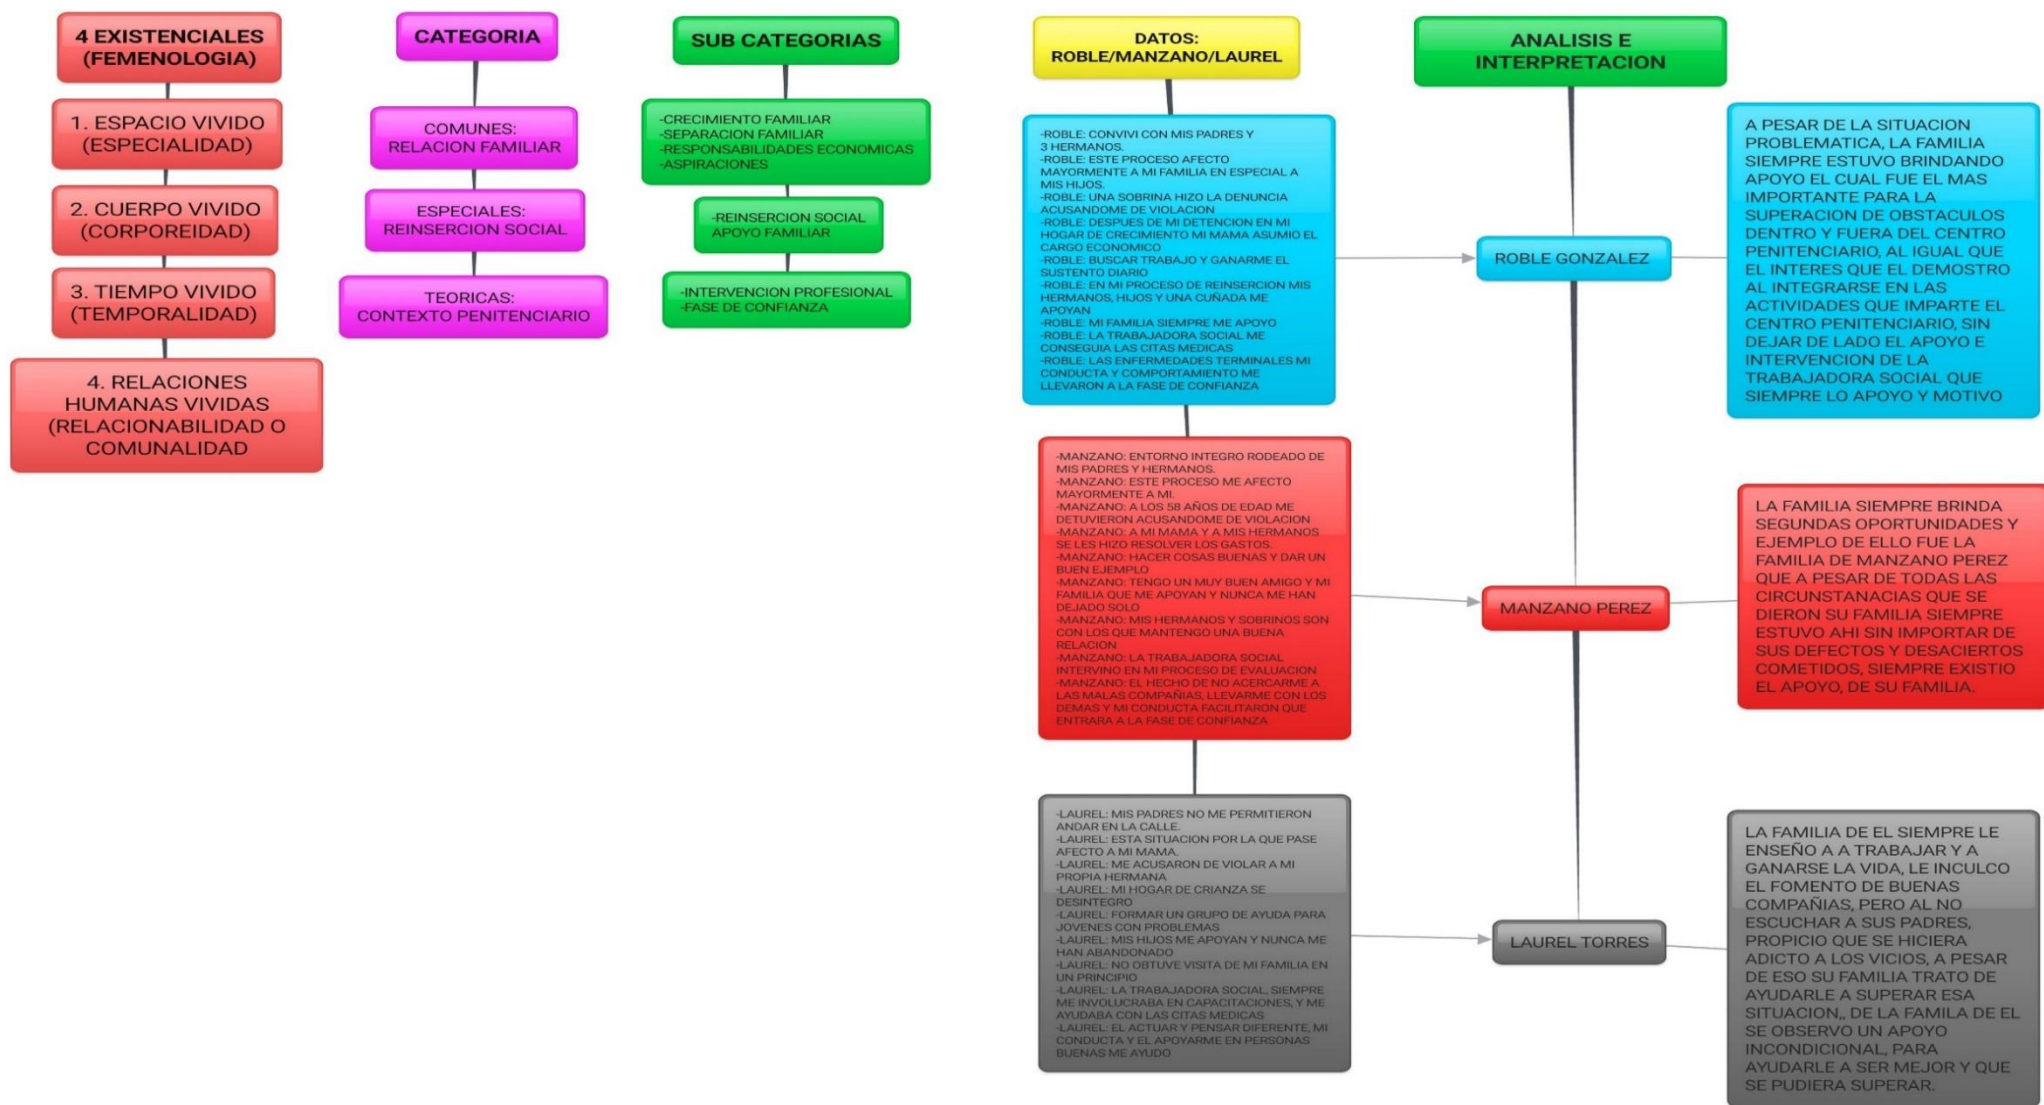 4 EXISTENCIALES
(FEMENOLOGIA)
1. ESPACIO VIVIDO
(ESPECIALIDAD)
2. CUERPO VIVIDO
(CORPOREIDAD)
3. TIEMPO VIVIDO
(TEMPORALIDAD)
4. RELACIONES
HUMANAS VIVIDAS
(RELACIONABILIDAD O
COMUNALIDAD
CATEGORIA
COMUNES:
RELACION FAMILIAR
ESPECIALES:
REINSERCION SOCIAL
TEORICAS:
CONTEXTO PENITENCIARIO
SUB CATEGORIAS
-CRECIMIENTO FAMILIAR
-SEPARACION FAMILIAR
-RESPONSABILIDADES ECONOMICAS
-ASPIRACIONES
-REINSERCION SOCIAL
APOYO FAMILIAR
-INTERVENCION PROFESIONAL
-FASE DE CONFIANZA
DATOS:
ROBLE/MANZANO/LAUREL
-ROBLE: CONVIVI CON MIS PADRES Y
3 HERMANOS.
-ROBLE: ESTE PROCESO AFECTO
MAYORMENTE A MI FAMILIA EN ESPECIAL A
MIS HIJOS.
-ROBLE: UNA SOBRINA HIZO LA DENUNCIA
ACUSANDOME DE VIOLACION
-ROBLE: DESPUES DE MI DETENCION EN MI
HOGAR DE CRECIMIENTO MI MAMA ASUMIO EL
CARGO ECONOMICO
-ROBLE: BUSCAR TRABAJO Y GANARME EL
SUSTENTO DIARIO
-ROBLE: EN MI PROCESO DE REINSERCION MIS
HERMANOS, HIJOS Y UNA CUÑADA ME
APOYAN
-ROBLE: MI FAMILIA SIEMPRE ME APOYO
-ROBLE: LA TRABAJADORA SOCIAL ME
CONSEGUIA LAS CITAS MEDICAS
-ROBLE: LAS ENFERMEDADES TERMINALES MI
CONDUCTA Y COMPORTAMIENTO ME
LLEVARON A LA FASE DE CONFIANZA
-MANZANO: ENTORNO INTEGRO RODEADO DE
MIS PADRES Y HERMANOS.
-MANZANO: ESTE PROCESO ME AFECTO
MAYORMENTE A MI.
-MANZANO: A LOS 58 AÑOS DE EDAD ME
DETUVIERON ACUSANDOME DE VIOLACION
-MANZANO: A MI MAMA Y A MIS HERMANOS
SE LES HIZO RESOLVER LOS GASTOS.
-MANZANO: HACER COSAS BUENAS Y DAR UN
BUEN EJEMPLO
-MANZANO: TENGO UN MUY BUEN AMIGO Y MI
FAMILIA QUE ME APOYAN Y NUNCA ME HAN
DEJADO SOLO
-MANZANO: MIS HERMANOS Y SOBRINOS SON
CON LOS QUE MANTENGO UNA BUENA
RELACION
-MANZANO: LA TRABAJADORA SOCIAL
INTERVINO EN MI PROCESO DE EVALUACION
-MANZANO: EL HECHO DE NO ACERCARME A
LAS MALAS COMPAÑIAS, LLEVARME CON LOS
DEMAS Y MI CONDUCTA FACILITARON QUE
ENTRARA A LA FASE DE CONFIANZA
-LAUREL: MIS PADRES NO ME PERMITIERON
ANDAR EN LA CALLE.
-LAUREL: ESTA SITUACION POR LA QUE PASE
AFECTO A MI MAMA.
-LAUREL: ME ACUSARON DE VIOLAR A MI
PROPIA HERMANA
-LAUREL: MI HOGAR DE CRIANZA SE
DESINTEGRO
-LAUREL: FORMAR UN GRUPO DE AYUDA PARA
JOVENES CON PROBLEMAS
-LAUREL: MIS HIJOS ME APOYAN Y NUNCA ME
HAN ABANDONADO
-LAUREL: NO OBTUVE VISITA DE MI FAMILIA EN
UN PRINCIPIO
-LAUREL: LA TRABAJADORA SOCIAL, SIEMPRE
ME INVOLUCRABA EN CAPACITACIONES, Y ME
AYUDABA CON LAS CITAS MEDICAS
-LAUREL: EL ACTUAR Y PENSAR DIFERENTE, MI
CONDUCTA Y EL APOYARME EN PERSONAS
BUENAS ME AYUDO
ANALISIS E
INTERPRETACION
ROBLE GONZALEZ
A PESAR DE LA SITUACION
PROBLEMATICA, LA FAMILIA
SIEMPRE ESTUVO BRINDANDO
APOYO EL CUAL FUE EL MAS
IMPORTANTE PARA LA
SUPERACION DE OBSTACULOS
DENTRO Y FUERA DEL CENTRO
PENITENCIARIO, AL IGUAL QUE
EL INTERES QUE EL DEMOSTRO
AL INTEGRARSE EN LAS
ACTIVIDADES QUE IMPARTE EL
CENTRO PENITENCIARIO, SIN
DEJAR DE LADO EL APOYO E
INTERVENCION DE LA
TRABAJADORA SOCIAL QUE
SIEMPRE LO APOYO Y MOTIVO
MANZANO PEREZ
LA FAMILIA SIEMPRE BRINDA
SEGUNDAS OPORTUNIDADES Y
EJEMPLO DE ELLO FUE LA
FAMILIA DE MANZANO PEREZ
QUE A PESAR DE TODAS LAS
CIRCUNSTANACIAS QUE SE
DIERON SU FAMILIA SIEMPRE
ESTUVO AHI SIN IMPORTAR DE
SUS DEFECTOS Y DESACIERTOS
COMETIDOS, SIEMPRE EXISTIO
EL APOYO, DE SU FAMILIA.
LAUREL TORRES
LA FAMILIA DE EL SIEMPRE LE
ENSEÑO A A TRABAJAR Y A
GANARSE LA VIDA, LE INCULCO
EL FOMENTO DE BUENAS
COMPAÑIAS, PERO AL NO
ESCUCHAR A SUS PADRES,
PROPICIO QUE SE HICIERA
ADICTO A LOS VICIOS, A PESAR
DE ESO SU FAMILIA TRATO DE
AYUDARLE A SUPERAR ESA
SITUACION,, DE LA FAMILA DE EL
SE OBSERVO UN APOYO
INCONDICIONAL, PARA
AYUDARLE A SER MEJOR Y QUE
SE PUDIERA SUPERAR.